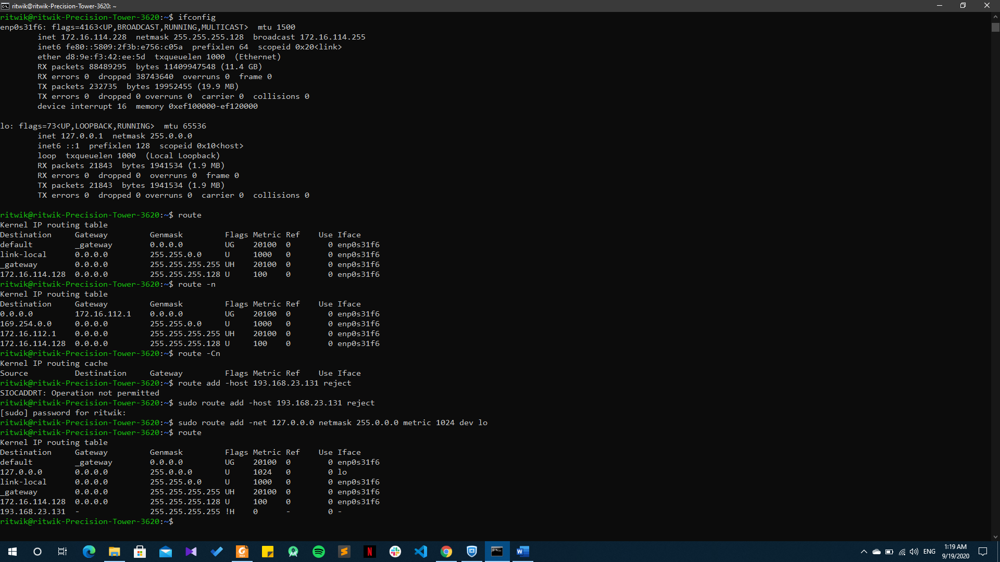 ritwik@ritwik-Precision-Tower-3620: ~
ritwik@ritwik-Precision-Tower-3620:~$ ifconfig
enp0s31f6: flags=4163<UP,BROADCAST,RUNNING,MULTICAST>  mtu 1500
        inet 172.16.114.228  netmask 255.255.255.128  broadcast 172.16.114.255
        inet6 fe80::5809:2f3b:e756:c05a  prefixlen 64  scopeid 0x20<link>
        ether d8:9e:f3:42:ee:5d  txqueuelen 1000  (Ethernet)
        RX packets 88489295  bytes 11409947548 (11.4 GB)
        RX errors 0  dropped 38743640  overruns 0  frame 0
        TX packets 232735  bytes 19952455 (19.9 MB)
        TX errors 0  dropped 0 overruns 0  carrier 0  collisions 0
        device interrupt 16  memory 0xef100000-ef120000
lo: flags=73<UP,LOOPBACK,RUNNING>  mtu 65536
        inet 127.0.0.1  netmask 255.0.0.0
        inet6 ::1  prefixlen 128  scopeid 0x10<host>
        loop  txqueuelen 1000  (Local Loopback)
        RX packets 21843  bytes 1941534 (1.9 MB)
        RX errors 0  dropped 0  overruns 0  frame 0
        TX packets 21843  bytes 1941534 (1.9 MB)
        TX errors 0  dropped 0 overruns 0  carrier 0  collisions 0
ritwik@ritwik-Precision-Tower-3620:~$ route
Kernel IP routing table
Destination     Gateway         Genmask         Flags Metric Ref    Use Iface
default         _gateway        0.0.0.0         UG    20100  0        0 enp0s31f6
link-local      0.0.0.0         255.255.0.0     U     1000   0        0 enp0s31f6
_gateway        0.0.0.0         255.255.255.255 UH    20100  0        0 enp0s31f6
172.16.114.128  0.0.0.0         255.255.255.128 U     100    0        0 enp0s31f6
ritwik@ritwik-Precision-Tower-3620:~$ route -n
Kernel IP routing table
Destination     Gateway         Genmask         Flags Metric Ref    Use Iface
0.0.0.0         172.16.112.1    0.0.0.0         UG    20100  0        0 enp0s31f6
169.254.0.0     0.0.0.0         255.255.0.0     U     1000   0        0 enp0s31f6
172.16.112.1    0.0.0.0         255.255.255.255 UH    20100  0        0 enp0s31f6
172.16.114.128  0.0.0.0         255.255.255.128 U     100    0        0 enp0s31f6
ritwik@ritwik-Precision-Tower-3620:~$ route -Cn
Kernel IP routing cache
Source          Destination     Gateway         Flags Metric Ref    Use Iface
ritwik@ritwik-Precision-Tower-3620:~$ route add -host 193.168.23.131 reject
SIOCADDRT: Operation not permitted
ritwik@ritwik-Precision-Tower-3620:~$ sudo route add -host 193.168.23.131 reject
[sudo] password for ritwik:
ritwik@ritwik-Precision-Tower-3620:~$ sudo route add -net 127.0.0.0 netmask 255.0.0.0 metric 1024 dev lo
ritwik@ritwik-Precision-Tower-3620:~$ route
Kernel IP routing table
Destination     Gateway         Genmask         Flags Metric Ref    Use Iface
default         _gateway        0.0.0.0         UG    20100  0        0 enp0s31f6
127.0.0.0       0.0.0.0         255.0.0.0       U     1024   0        0 lo
link-local      0.0.0.0         255.255.0.0     U     1000   0        0 enp0s31f6
_gateway        0.0.0.0         255.255.255.255 UH    20100  0        0 enp0s31f6
172.16.114.128  0.0.0.0         255.255.255.128 U     100    0        0 enp0s31f6
193.168.23.131  -               255.255.255.255 !H    0      -        0 -
ritwik@ritwik-Precision-Tower-3620:~$
ENG
1:19 AM
9/19/2020